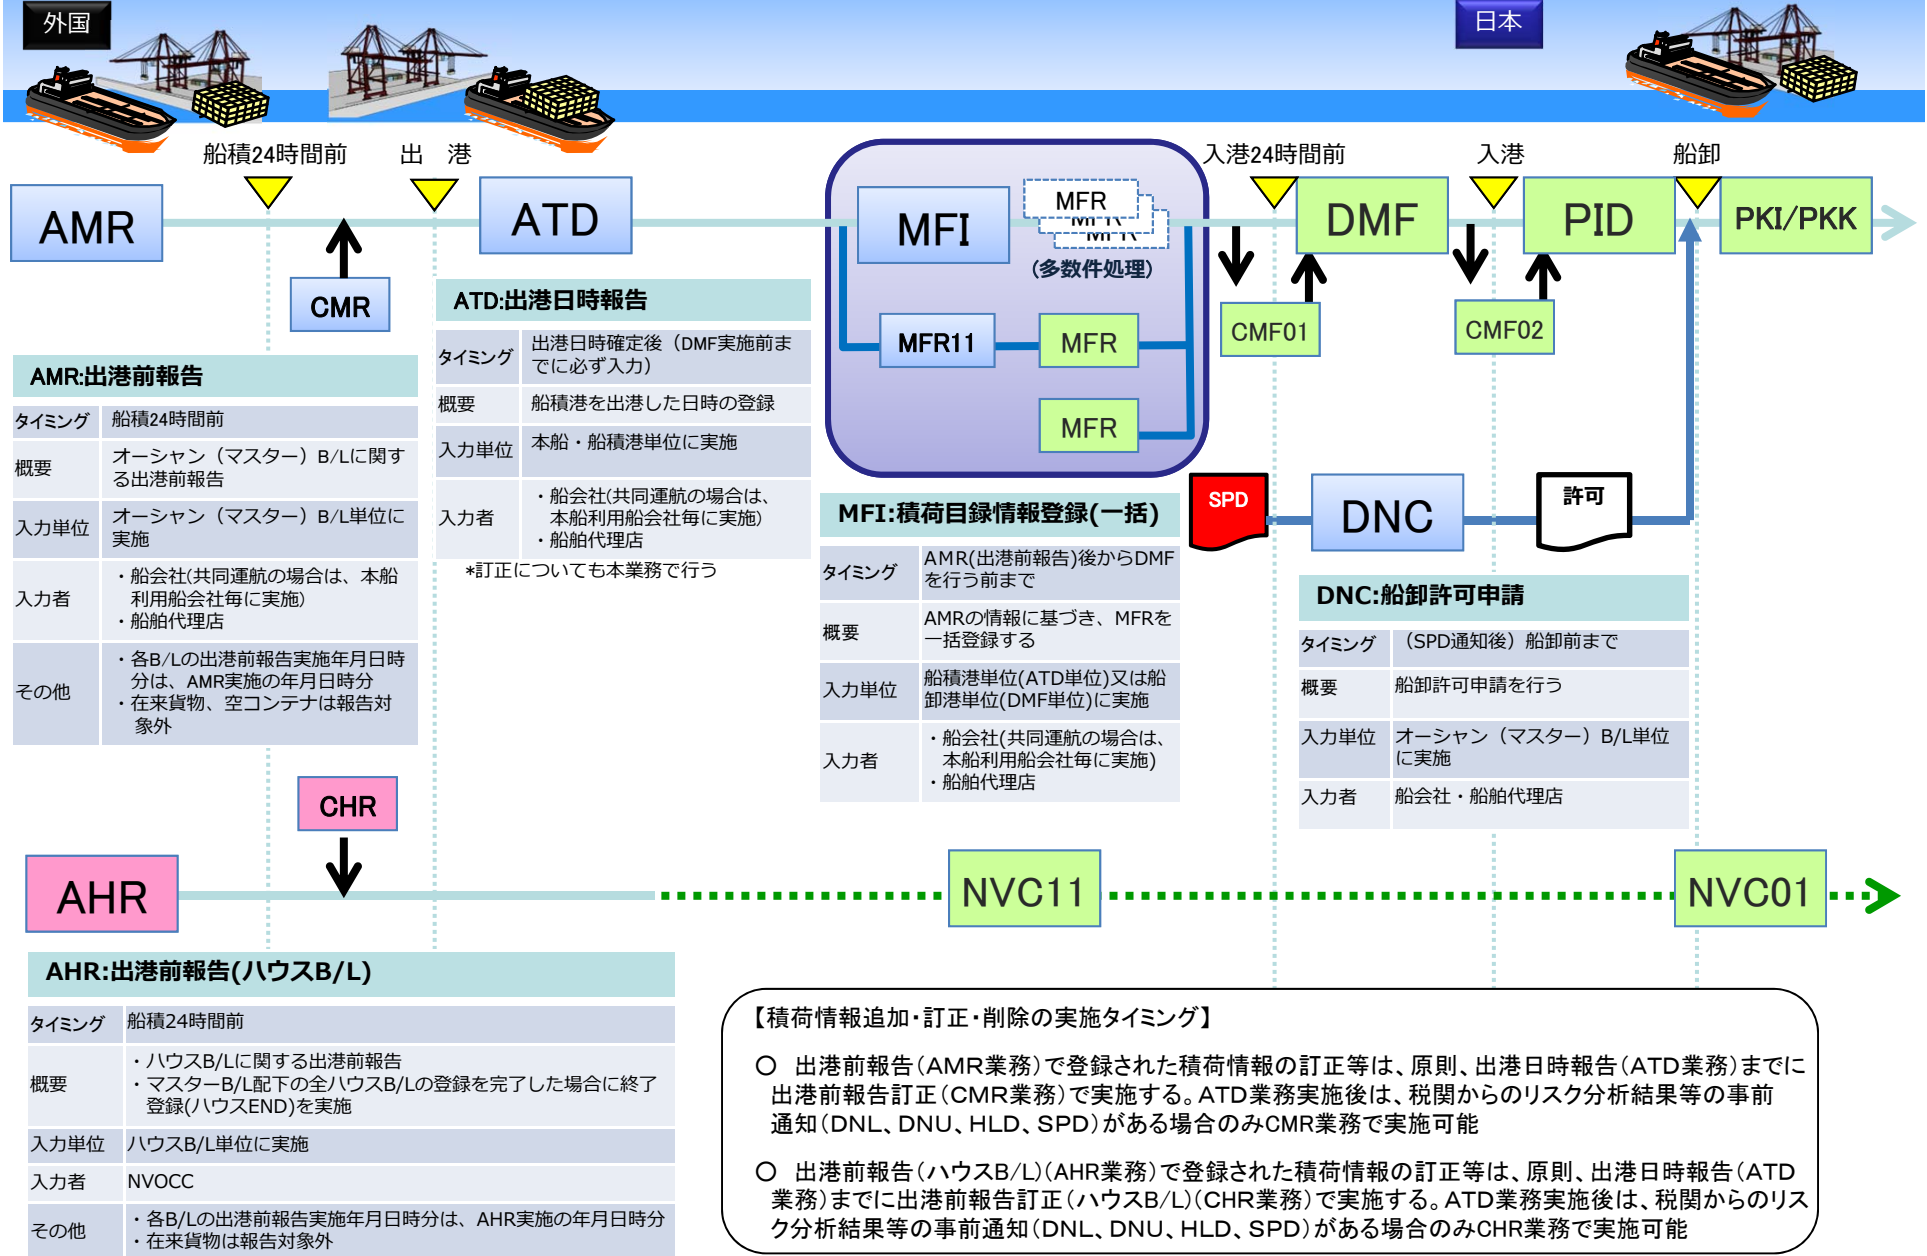 外国
日本
船積24時間前
出　港
入港24時間前
入港
船卸
AMR
ATD
MFI
MFR
MFR
MFR
(多数件処理)
DMF
PID
PKI/PKK
CMR
MFR11
MFR
MFR
CMF01
CMF02
SPD
DNC
許可
AMR:出港前報告
タイミング
船積24時間前
概要
オーシャン（マスター）B/Lに関す
る出港前報告
入力単位
オーシャン（マスター）B/L単位に
実施
入力者
・船会社(共同運航の場合は、本船
利用船会社毎に実施)
・船舶代理店
その他
・各B/Lの出港前報告実施年月日時
分は、AMR実施の年月日時分
・在来貨物、空コンテナは報告対
象外
ATD:出港日時報告
タイミング
出港日時確定後（DMF実施前ま
でに必ず入力）
概要
船積港を出港した日時の登録
入力単位
本船・船積港単位に実施
入力者
・船会社(共同運航の場合は、
本船利用船会社毎に実施)
・船舶代理店
*訂正についても本業務で行う
MFI:積荷目録情報登録(一括)
タイミング
AMR(出港前報告)後からDMF
を行う前まで
概要
AMRの情報に基づき、MFRを
一括登録する
入力単位
船積港単位(ATD単位)又は船
卸港単位(DMF単位)に実施
入力者
・船会社(共同運航の場合は、
本船利用船会社毎に実施)
・船舶代理店
DNC:船卸許可申請
タイミング
（SPD通知後）船卸前まで
概要
船卸許可申請を行う
入力単位
オーシャン（マスター）B/L単位
に実施
入力者
船会社・船舶代理店
CHR
AHR
NVC11
NVC01
AHR:出港前報告(ハウスB/L)
タイミング
船積24時間前
概要
・ハウスB/Lに関する出港前報告
・マスターB/L配下の全ハウスB/Lの登録を完了した場合に終了
登録(ハウスEND)を実施
入力単位
ハウスB/L単位に実施
入力者
NVOCC
その他
・各B/Lの出港前報告実施年月日時分は、AHR実施の年月日時分
・在来貨物は報告対象外
【積荷情報追加・訂正・削除の実施タイミング】
○　出港前報告（AMR業務）で登録された積荷情報の訂正等は、原則、出港日時報告（ATD業務）までに
出港前報告訂正（CMR業務）で実施する。ATD業務実施後は、税関からのリスク分析結果等の事前
通知（DNL、DNU、HLD、SPD）がある場合のみCMR業務で実施可能
○　出港前報告（ハウスB/L）（AHR業務）で登録された積荷情報の訂正等は、原則、出港日時報告（ATD
業務）までに出港前報告訂正（ハウスB/L）（CHR業務）で実施する。ATD業務実施後は、税関からのリス
ク分析結果等の事前通知（DNL、DNU、HLD、SPD）がある場合のみCHR業務で実施可能